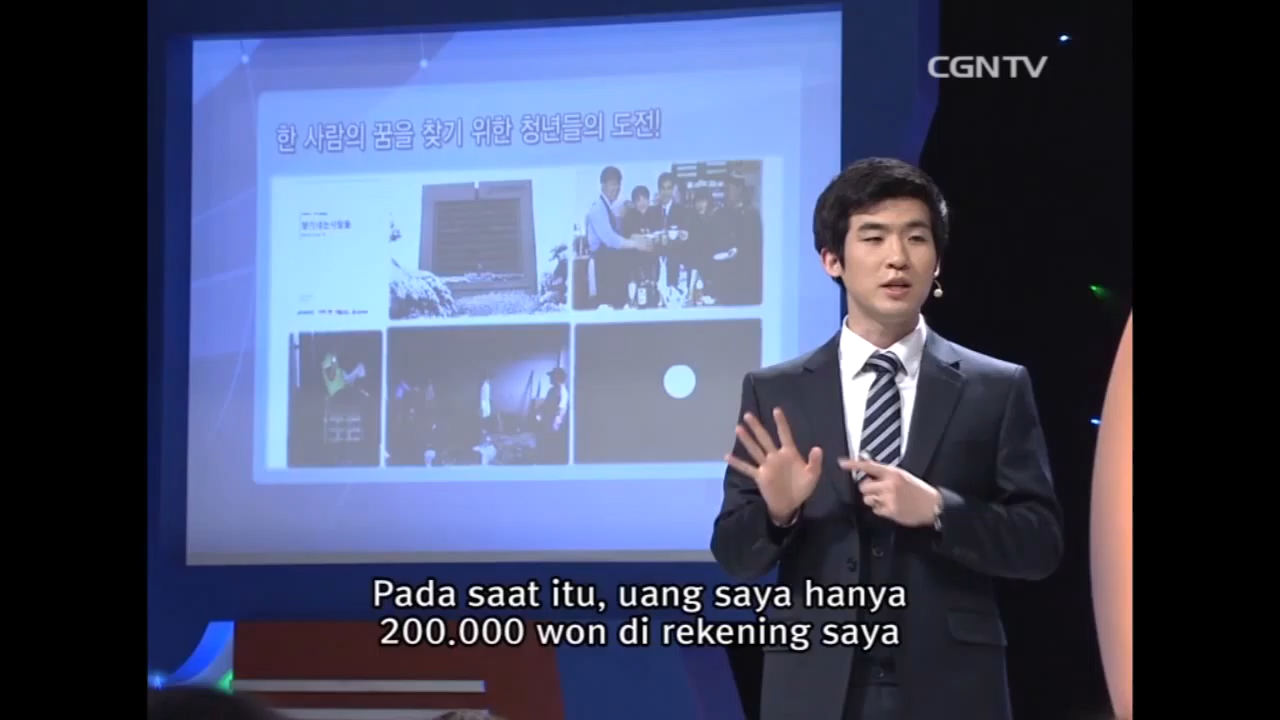 CGNTV
한 사람의 꿈을 찾기 위한 청년들의 도전!
Pada saat itu, uang saya hanya
200.000 won di rekening saya